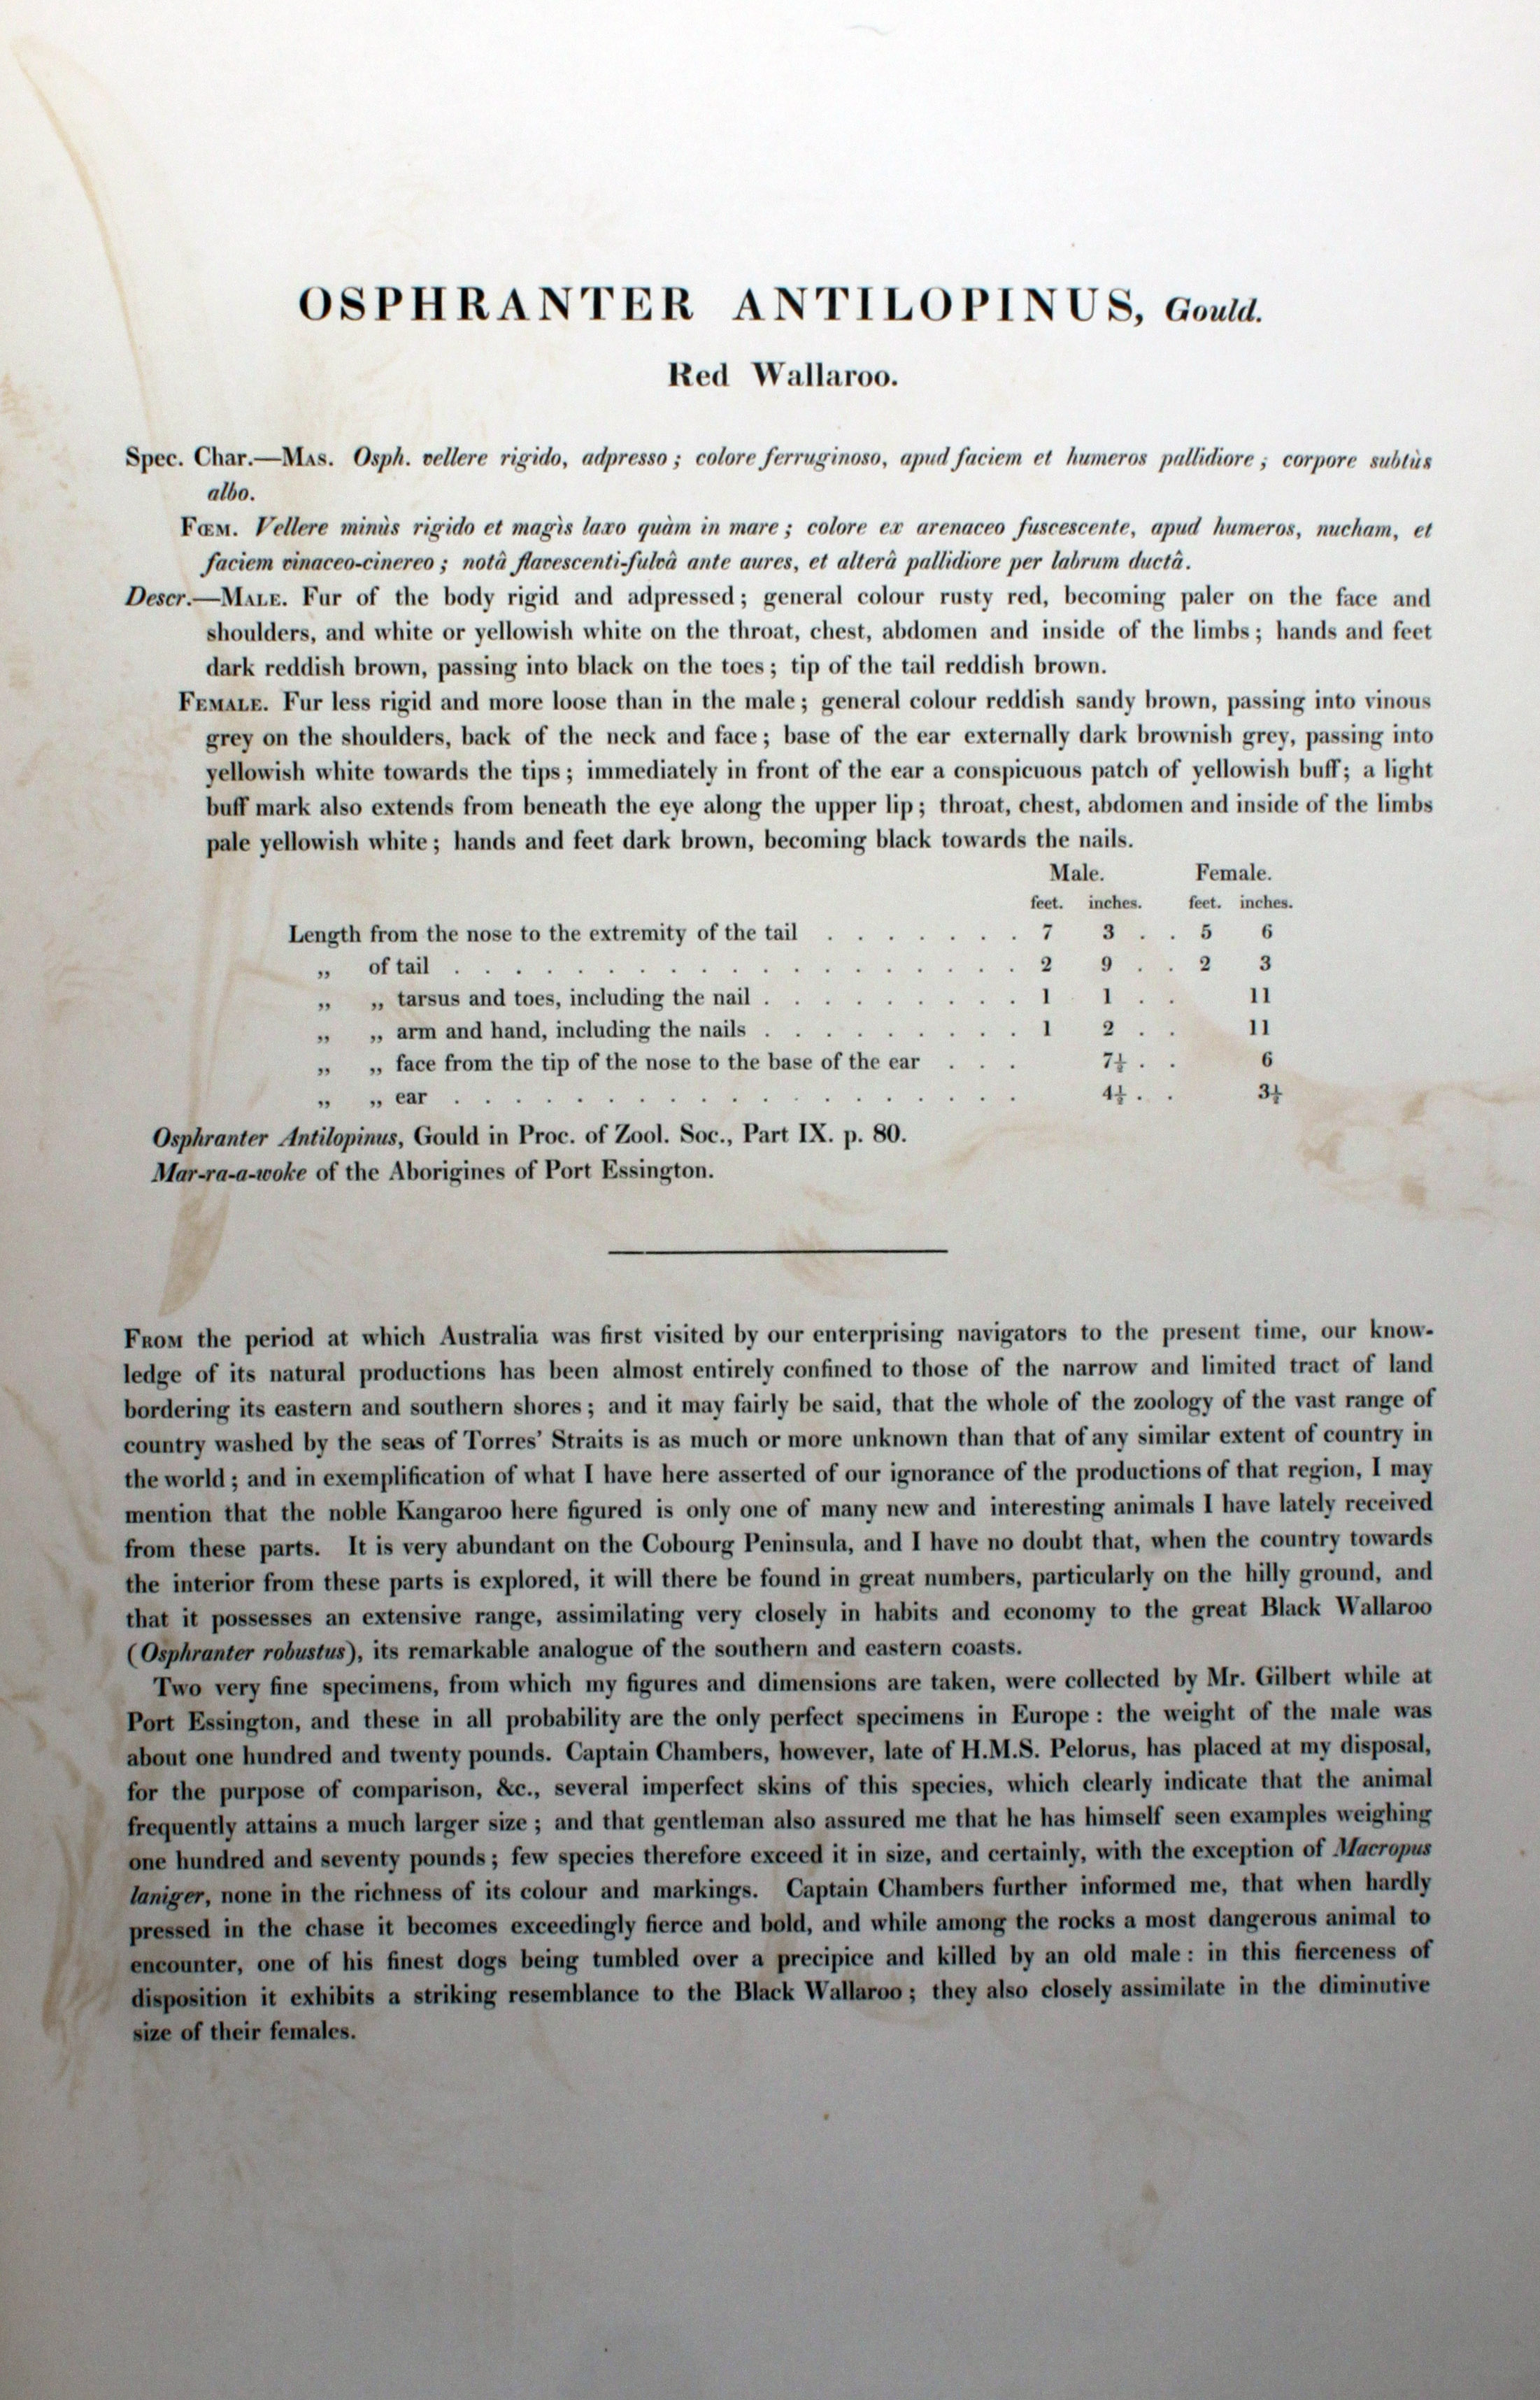 OSPHRANTER ANTILOPINUS, Gould.
Red Wallaroo.
Spec. Char.—Mas. Osph. vellere rigido, adpresso; colore ferruginoso, apud faciem et humeros pallidiore; corpore subtùs
albo.
Fœm. Vellere minùs rigido et magis laxo quàm in mare; colore ex arenaceo fuscescente, apud humeros, nucham, et
faciem vinaceo-cinereo; notâ flavescenti-fulvâ ante aures, et alterâ pallidiore per labrum ductâ.
Descr.—Male. Fur of the body rigid and adpressed; general colour rusty red, becoming paler on the face and
shoulders, and white or yellowish white on the throat, chest, abdomen and inside of the limbs; hands and feet
dark reddish brown, passing into black on the toes; tip of the tail reddish brown.
Female. Fur less rigid and more loose than in the male; general colour reddish sandy brown, passing into vinous
grey on the shoulders, back of the neck and face; base of the ear externally dark brownish grey, passing into
yellowish white towards the tips; immediately in front of the ear a conspicuous patch of yellowish buff; a light
buff mark also extends from beneath the eye along the upper lip; throat, chest, abdomen and inside of the limbs
pale yellowish white; hands and feet dark brown, becoming black towards the nails.
Male. Female.
feet. inches. feet. inches.
Length from the nose to the extremity of the tail . . . . . . . 7 3 . . 5 6
„ of tail . . . . . . . . . . . . . . . . . . . 2 9 . . 2 3
„ „ tarsus and toes, including the nail . . . . . . . . . 1 1 . . 11
„ „ arm and hand, including the nails . . . . . . . . . 1 2 . . 11
„ „ face from the tip of the nose to the base of the ear . . . 7½ . . 6
„ „ ear . . . . . . . . . . . . . . . . . . . 4½ . . 3½
Osphranter Antilopinus, Gould in Proc. of Zool. Soc., Part IX. p. 80.
Mar-ra-a-woke of the Aborigines of Port Essington.
From the period at which Australia was first visited by our enterprising navigators to the present time, our know-
ledge of its natural productions has been almost entirely confined to those of the narrow and limited tract of land
bordering its eastern and southern shores; and it may fairly be said, that the whole of the zoology of the vast range of
country washed by the seas of Torres' Straits is as much or more unknown than that of any similar extent of country in
the world; and in exemplification of what I have here asserted of our ignorance of the productions of that region, I may
mention that the noble Kangaroo here figured is only one of many new and interesting animals I have lately received
from these parts. It is very abundant on the Cobourg Peninsula, and I have no doubt that, when the country towards
the interior from these parts is explored, it will there be found in great numbers, particularly on the hilly ground, and
that it possesses an extensive range, assimilating very closely in habits and economy to the great Black Wallaroo
(Osphranter robustus), its remarkable analogue of the southern and eastern coasts.
Two very fine specimens, from which my figures and dimensions are taken, were collected by Mr. Gilbert while at
Port Essington, and these in all probability are the only perfect specimens in Europe: the weight of the male was
about one hundred and twenty pounds. Captain Chambers, however, late of H.M.S. Pelorus, has placed at my disposal,
for the purpose of comparison, &c., several imperfect skins of this species, which clearly indicate that the animal
frequently attains a much larger size; and that gentleman also assured me that he has himself seen examples weighing
one hundred and seventy pounds; few species therefore exceed it in size, and certainly, with the exception of Macropus
laniger, none in the richness of its colour and markings. Captain Chambers further informed me, that when hardly
pressed in the chase it becomes exceedingly fierce and bold, and while among the rocks a most dangerous animal to
encounter, one of his finest dogs being tumbled over a precipice and killed by an old male: in this fierceness of
disposition it exhibits a striking resemblance to the Black Wallaroo; they also closely assimilate in the diminutive
size of their females.